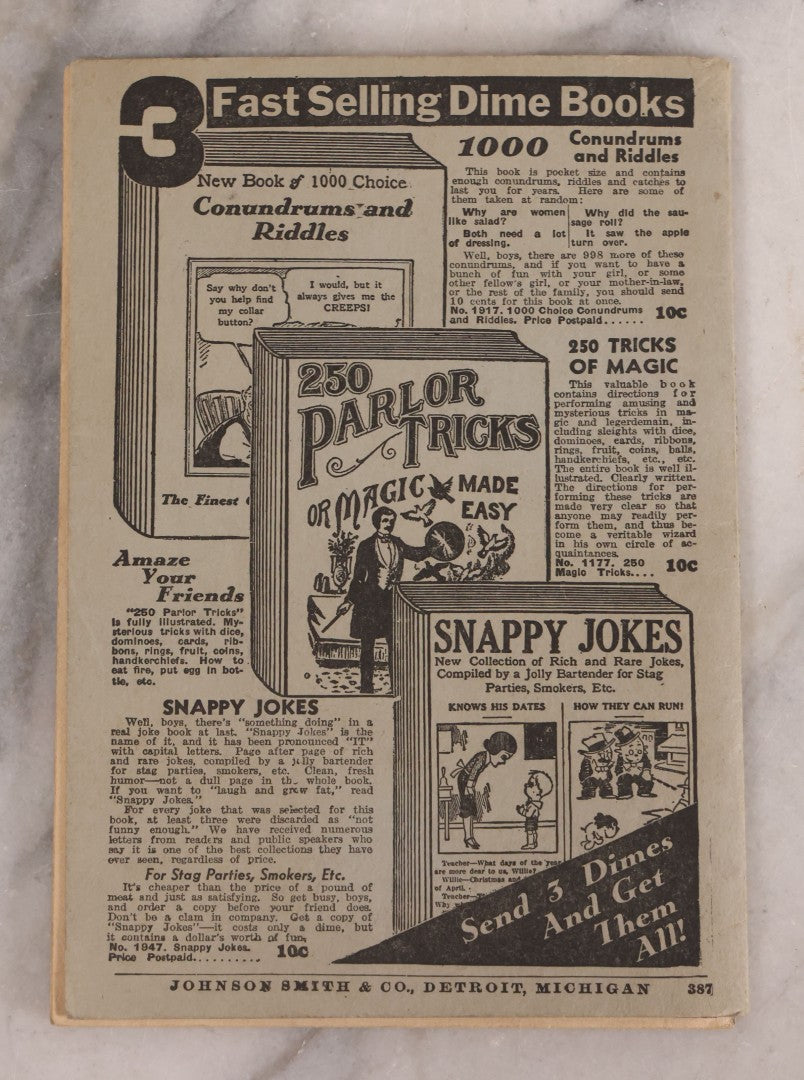 3 Fast Selling Dime Books
New Book of 1000 Choice
Conundrums and
Riddles
Say why don't
you help find
my collar
button?
I would, but it
always gives me the
CREEPS!
The Finest
1000 Conundrums
and Riddles
This book is pocket size and contains
enough conundrums, riddles and catches to
last you for years. Here are some of
them taken at random:
Why are women
like salad?
Both need a lot
of dressing.
Why did the sau-
sage roll?
It saw the apple
turn over.
Well, boys, there are 998 more of these
conundrums, and if you want to have a
bunch of fun with your girl, or some
other fellow's girl, or your mother-in-law,
or the rest of the family, you should send
10 cents for this book at once.
No. 1917. 1000 Choice Conundrums
and Riddles. Price Postpaid...... 10C
250 PARLOR
TRICKS
OR MAGIC MADE
EASY
250 TRICKS
OF MAGIC
This valuable book
contains directions for
performing amusing and
mysterious tricks in ma-
gic and legerdemain, in-
cluding sleights with dice,
dominoes, cards, ribbons,
rings, fruit, coins, balls,
handkerchiefs, etc., etc.
The entire book is well il-
lustrated. Clearly written.
The directions for per-
forming these tricks are
made very clear so that
anyone may readily per-
form them, and thus be-
come a veritable wizard
in his own circle of ac-
quaintances.
No. 1177. 250
Magic Tricks.... 10C
Amaze
Your
Friends
"250 Parlor Tricks"
is fully illustrated. My-
sterious tricks with dice,
dominoes, cards, rib-
bons, rings, fruit, coins,
handkerchiefs. How to
eat fire, put egg in bot-
tle, etc.
SNAPPY JOKES
New Collection of Rich and Rare Jokes,
Compiled by a Jolly Bartender for Stag
Parties, Smokers, Etc.
KNOWS HIS DATES
HOW THEY CAN RUN!
Teacher—What days of the year
are more dear to us, Willie?
Willie—Christmas and
of April.
Teacher—
Why
SNAPPY JOKES
Well, boys, there's "something doing" in a
real joke book at last. "Snappy Jokes" is the
name of it, and it has been pronounced "IT"
with capital letters. Page after page of rich
and rare jokes, compiled by a jolly bartender
for stag parties, smokers, etc. Clean, fresh
humor—not a dull page in th whole book.
If you want to "laugh and grow fat," read
"Snappy Jokes."
For every joke that was selected for this
book, at least three were discarded as "not
funny enough." We have received numerous
letters from readers and public speakers who
say it is one of the best collections they have
ever seen, regardless of price.
For Stag Parties, Smokers, Etc.
It's cheaper than the price of a pound of
meat and just as satisfying. So get busy, boys,
and order a copy before your friend does.
Don't be a clam in company. Get a copy of
"Snappy Jokes"—it costs only a dime, but
it contains a dollar's worth of fun.
No. 1947. Snappy Jokes.
Price Postpaid.......... 10C
Send 3 Dimes
And Get
Them
All!
JOHNSON SMITH & CO., DETROIT, MICHIGAN 387